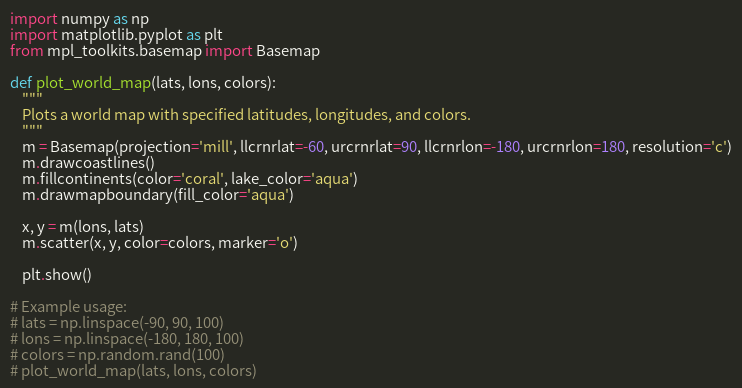 import numpy as np
import matplotlib.pyplot as plt
from mpl_toolkits.basemap import Basemap

def plot_world_map(lats, lons, colors):
    """
    Plots a world map with specified latitudes, longitudes, and colors.
    """
    m = Basemap(projection='mill', llcrnrlat=-60, urcrnrlat=90, llcrnrlon=-180, urcrnrlon=180, resolution='c')
    m.drawcoastlines()
    m.fillcontinents(color='coral', lake_color='aqua')
    m.drawmapboundary(fill_color='aqua')

    x, y = m(lons, lats)
    m.scatter(x, y, color=colors, marker='o')

    plt.show()

# Example usage:
# lats = np.linspace(-90, 90, 100)
# lons = np.linspace(-180, 180, 100)
# colors = np.random.rand(100)
# plot_world_map(lats, lons, colors)